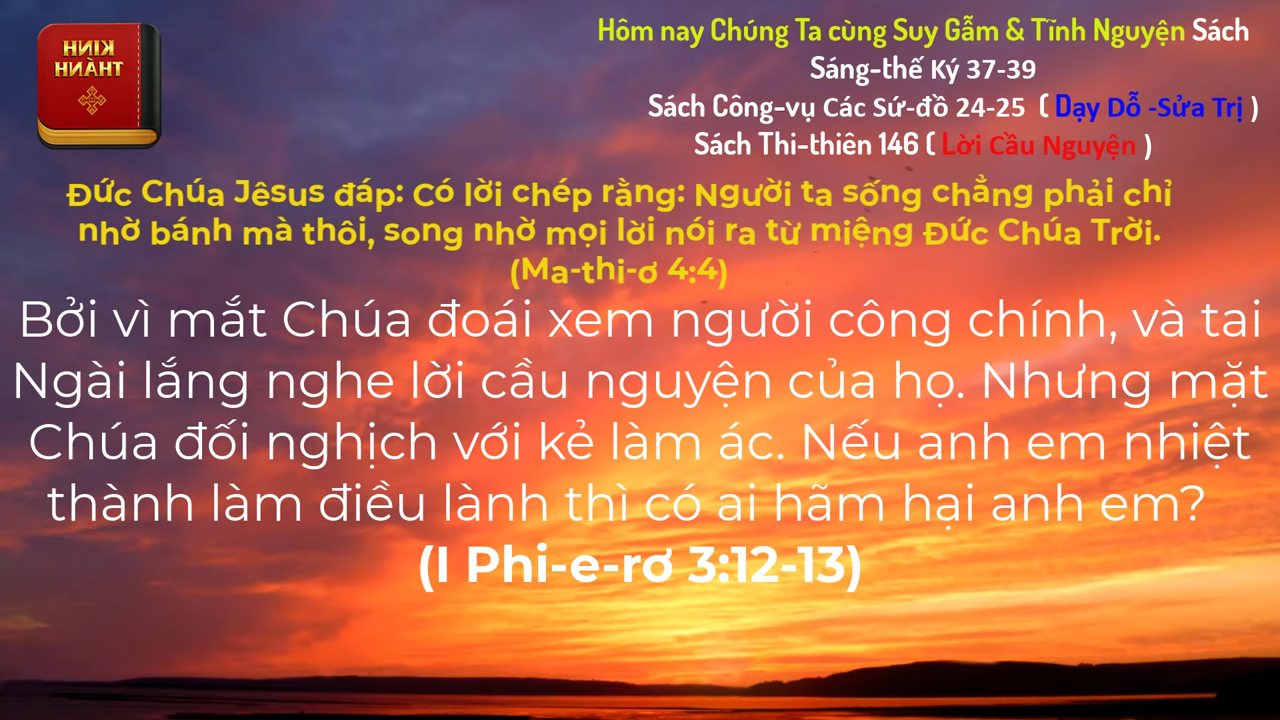 KINH
THÀNH
Hôm nay Chúng Ta cùng Suy Gẫm & Tĩnh Nguyện Sách
Sáng-thế Ký 37-39
Sách Công-vụ Các Sứ-đồ 24-25 ( Dạy Dỗ -Sửa Trị )
Sách Thi-thiên 146 ( Lời Cầu Nguyện )
Đức Chúa Jêsus đáp: Có lời chép rằng: Người ta sống chẳng phải chỉ
nhờ bánh mà thôi, song nhờ mọi lời nói ra từ miệng Đức Chúa Trời.
(Ma-thi-ơ 4:4)
Bởi vì mắt Chúa đoái xem người công chính, và tai
Ngài lắng nghe lời cầu nguyện của họ. Nhưng mặt
Chúa đối nghịch với kẻ làm ác. Nếu anh em nhiệt
thành làm điều lành thì có ai hãm hại anh em?
(I Phi-e-rơ 3:12-13)